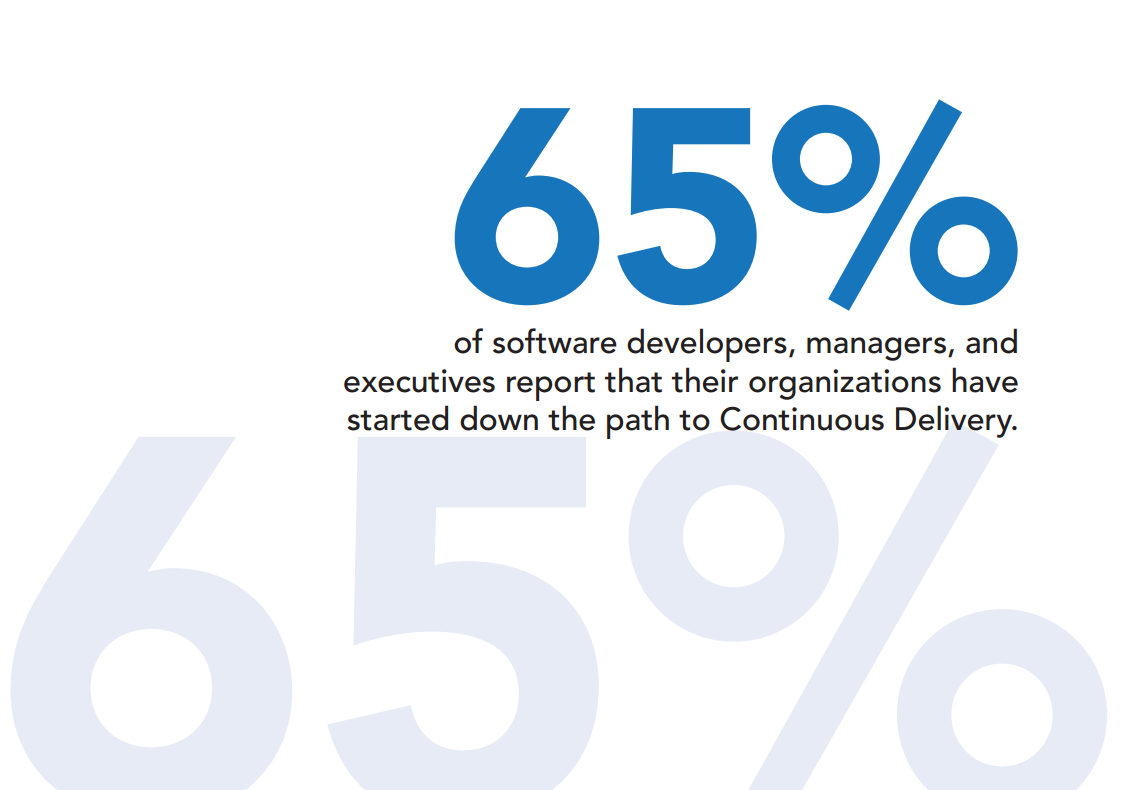 65%
of software developers, managers, and
executives report that their organizations have
started down the path to Continuous Delivery.
65%